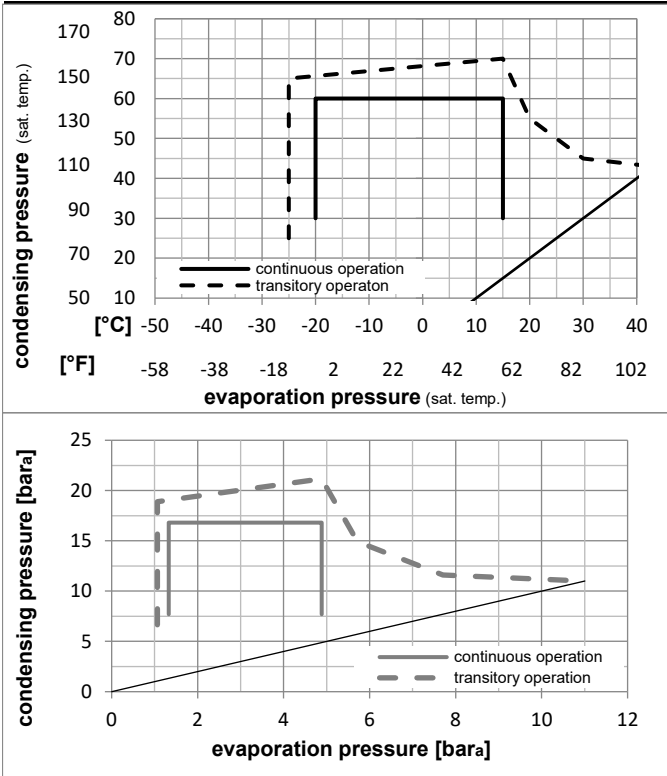 170 80
70
150
60
130
50
110
40
90
30
70 20
50 10
condensing pressure (sat. temp.)
continuous operation
transitory operaton
[°C] -50 -40 -30 -20 -10 0 10 20 30 40
[°F] -58 -38 -18 2 22 42 62 82 102
evaporation pressure (sat. temp.)
25
20
15
10
5
0
condensing pressure [bara]
continuous operation
transitory operation
0 2 4 6 8 10 12
evaporation pressure [bara]